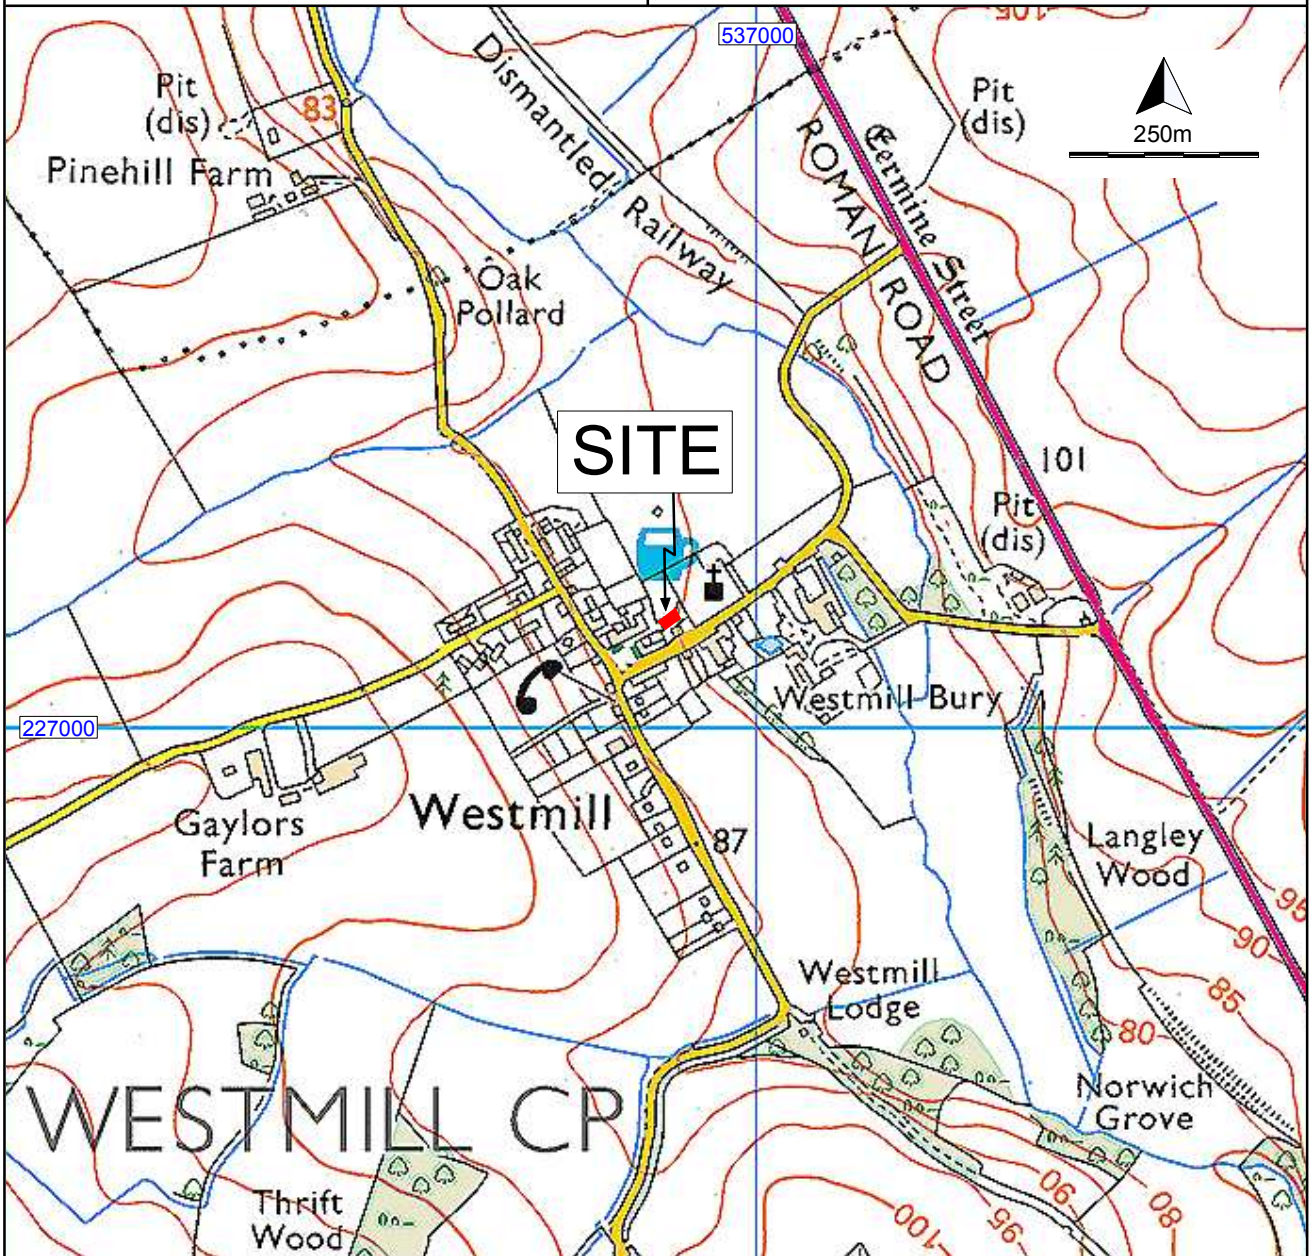 105
537000
Pit
(dis)
83
Pinehill Farm
Dismantled
Railway
ROMAN ROAD
Ermine Street
Pit
(dis)
250m
Oak
Pollard
SITE
101
Pit
(dis)
Westmill Bury
227000
Gaylors
Farm
Westmill
87
Langley
Wood
95
90
85
80
Westmill
Lodge
Norwich
Grove
WESTMILL CP
Thrift
Wood
90
80
95
100